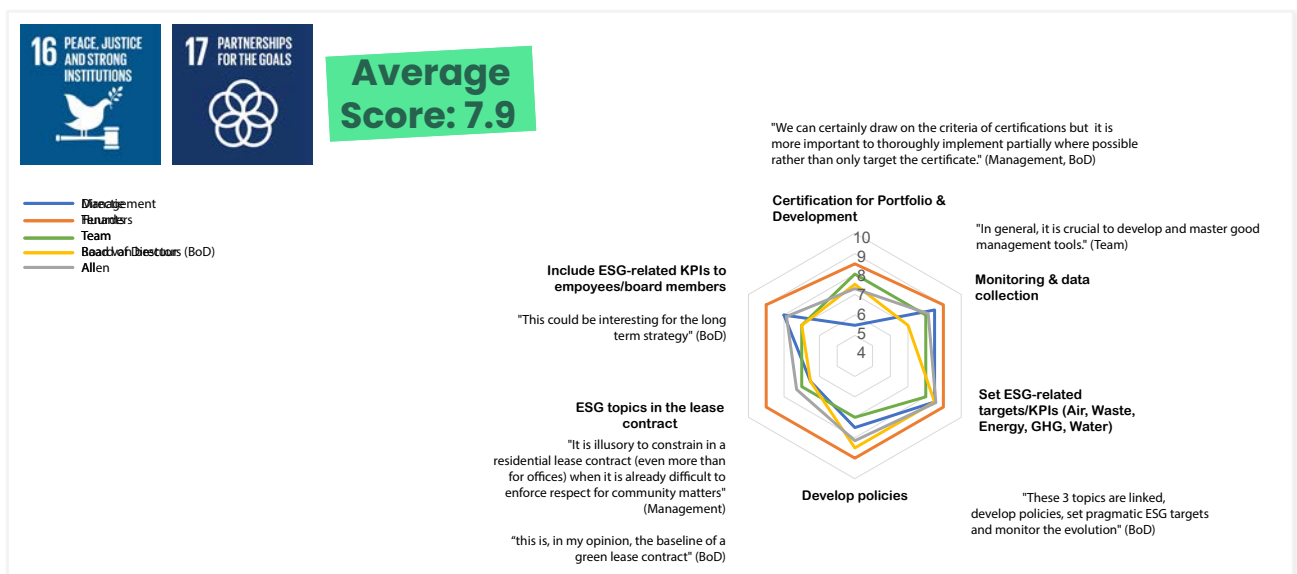 16 PEACE, JUSTICE
AND STRONG
INSTITUTIONS
17 PARTNERSHIPS
FOR THE GOALS
Average
Score: 7.9
Management
Team
(BoD)
"We can certainly draw on the criteria of certifications but it is
more important to thoroughly implement partially where possible
rather than only target the certificate." (Management, BoD)
Certification for Portfolio &
Development
"In general, it is crucial to develop and master good
management tools." (Team)
Monitoring & data
collection
Include ESG-related KPIs to
empoyees/board members
"This could be interesting for the long
term strategy" (BoD)
10
9
8
7
6
5
4
Set ESG-related
targets/KPIs (Air, Waste,
Energy, GHG, Water)
ESG topics in the lease
contract
"It is illusory to constrain in a
residential lease contract (even more than
for offices) when it is already difficult to
enforce respect for community matters"
(Management)
“this is, in my opinion, the baseline of a
green lease contract" (BoD)
Develop policies
"These 3 topics are linked,
develop policies, set pragmatic ESG targets
and monitor the evolution" (BoD)